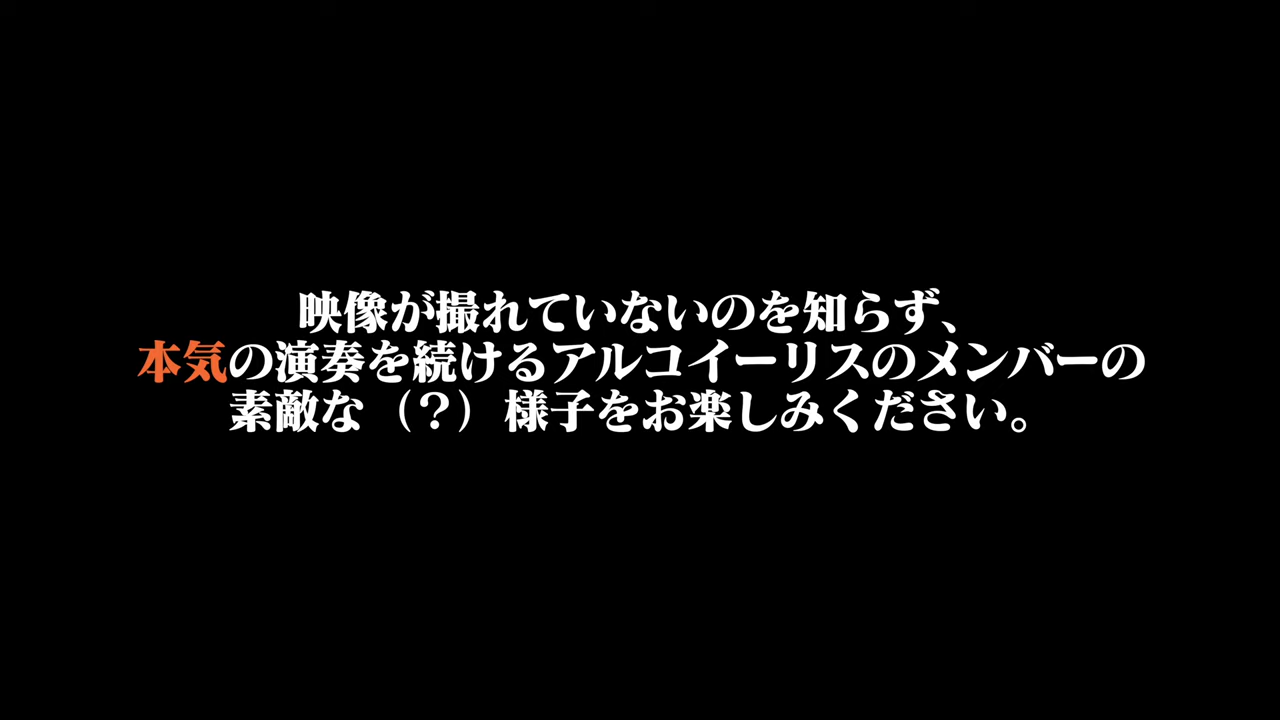 映像が撮れていないのを知らず、
本気の演奏を続けるアルコイーリスのメンバーの
素敵な（？）様子をお楽しみください。